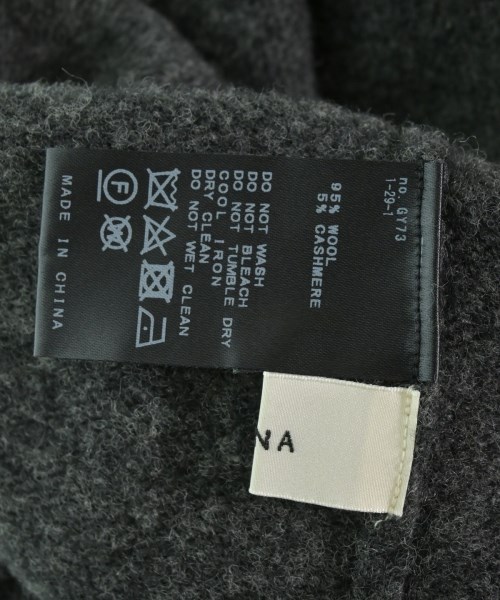 no. GY73
1-29-1
95% WOOL
5% CASHMERE
DO NOT WASH
DO NOT BLEACH
DO NOT TUMBLE DRY
COOL IRON
DRY CLEAN
DO NOT WET CLEAN
F
MADE IN CHINA
NA